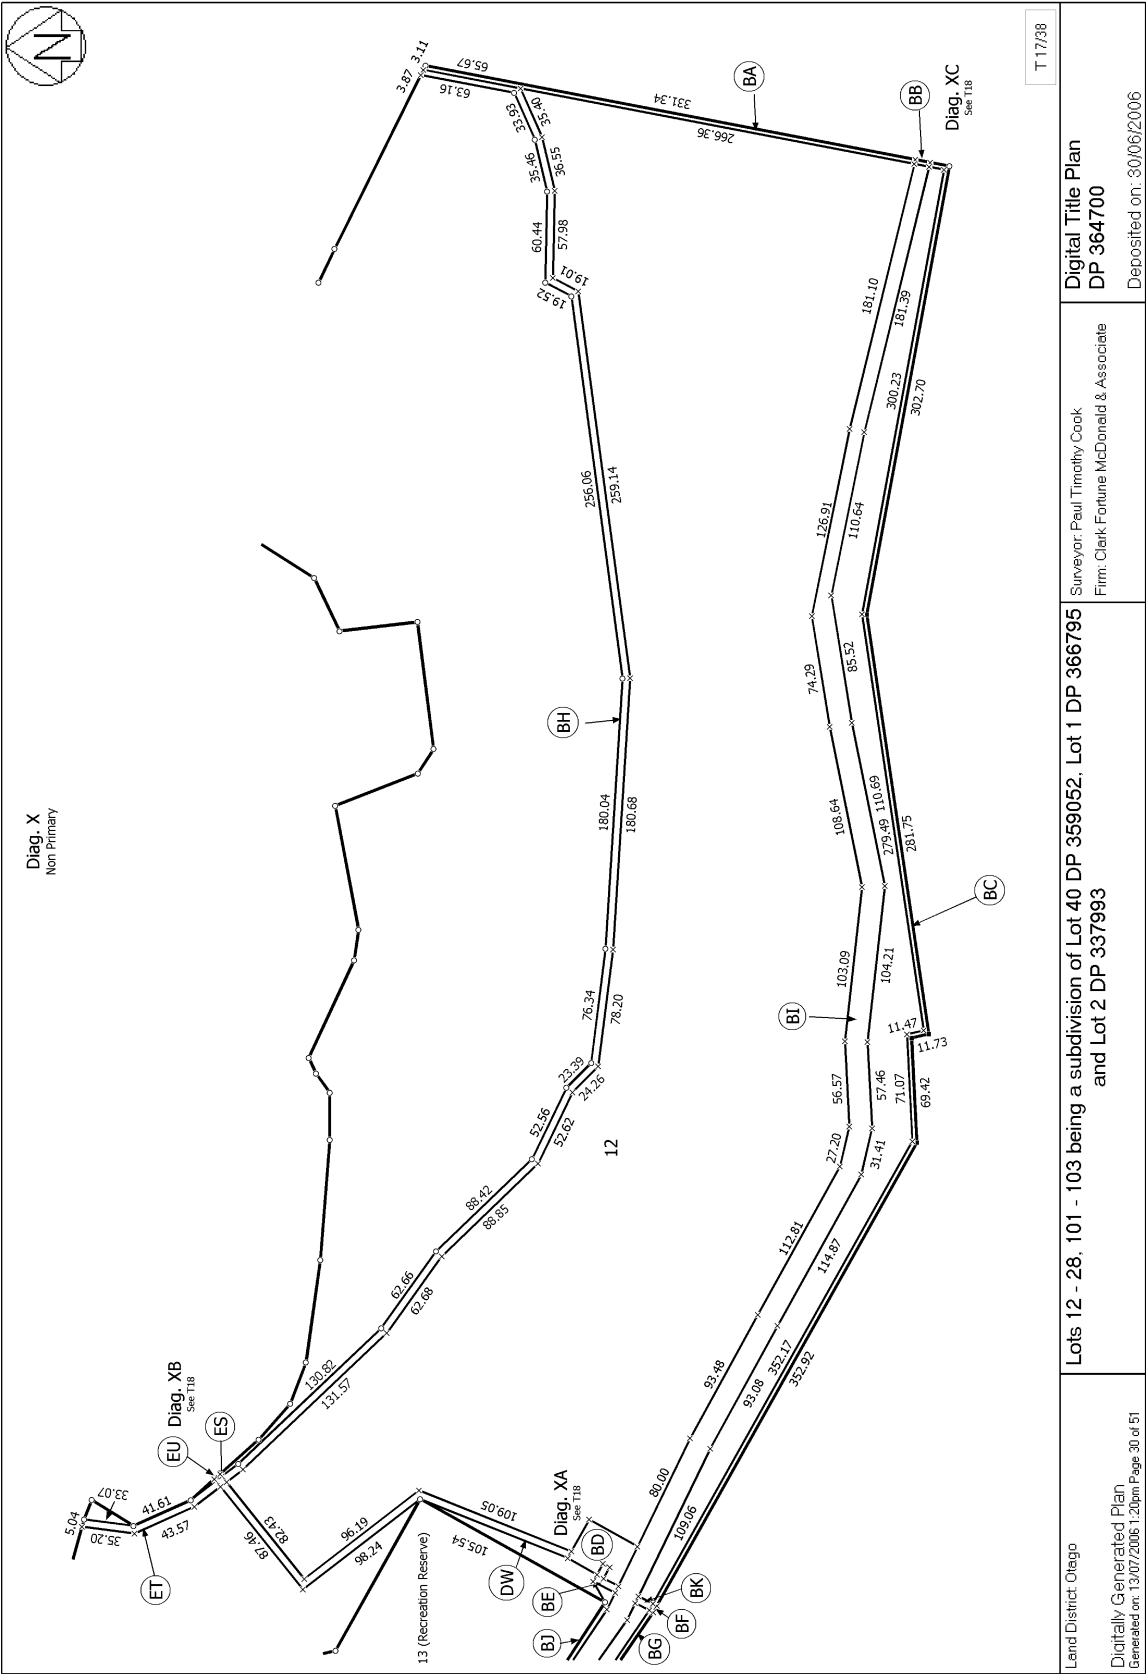 Diag. X
Non Primary
N
3.87
3.11
65.67
63.16
33.93
35.40
35.46
36.55
60.44
57.98
19.52
19.01
331.34
266.36
BA
BB
Diag. XC
See T18
T 17/38
181.10
181.39
300.23
302.70
256.06
259.14
126.91
110.64
74.29
85.52
BH
180.04
180.68
108.64
110.69
279.49
281.75
BC
76.34
78.20
103.09
104.21
BI
23.39
24.26
11.47
11.73
56.57
57.46
71.07
69.42
52.56
52.62
12
27.20
31.41
88.42
88.85
112.81
114.87
62.66
62.68
130.82
131.57
93.48
93.08
352.17
352.92
Diag. XB
See T18
EU
ES
5.04
33.07
35.20
41.61
43.57
ET
82.43
87.46
96.19
98.24
109.05
105.54
80.00
109.06
Diag. XA
See T18
BD
BE
DW
BJ
BK
BF
BG
13 (Recreation Reserve)
Land District: Otago
Digitally Generated Plan
Generated on: 13/07/2006 1:20pm Page 30 of 51
Lots 12 - 28, 101 - 103 being a subdivision of Lot 40 DP 359052, Lot 1 DP 366795
and Lot 2 DP 337993
Surveyor: Paul Timothy Cook
Firm: Clark Fortune McDonald & Associate
Digital Title Plan
DP 364700
Deposited on: 30/06/2006